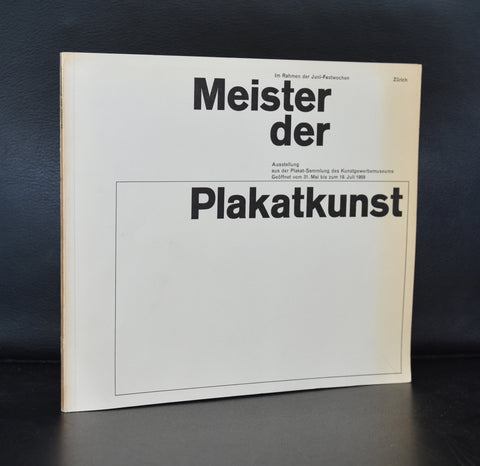 Im Rahmen der Juni-Festwochen Zürich
Meister
der
Ausstellung
aus der Plakat-Sammlung des Kunstgewerbemuseums
Geöffnet vom 31. Mai bis zum 19. Juli 1959
Plakatkunst